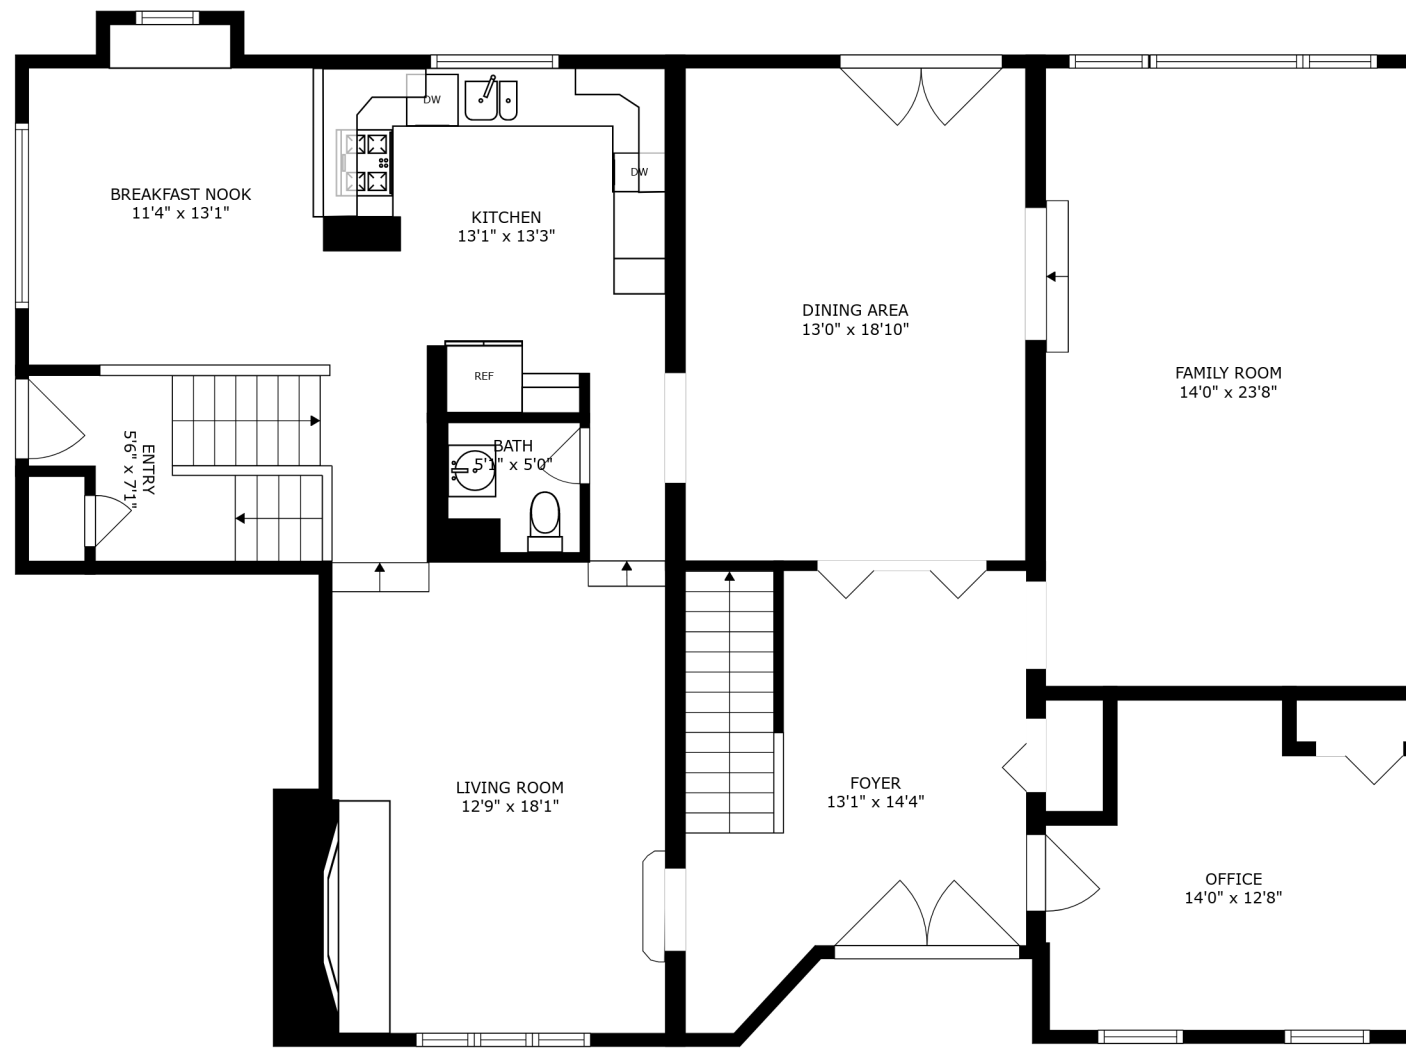 DW
DW
BREAKFAST NOOK
11'4" x 13'1"
KITCHEN
13'1" x 13'3"
DINING AREA
13'0" x 18'10"
FAMILY ROOM
14'0" x 23'8"
REF
BATH
5'1" x 5'0"
ENTRY
5'6" x 7'1"
LIVING ROOM
12'9" x 18'1"
FOYER
13'1" x 14'4"
OFFICE
14'0" x 12'8"